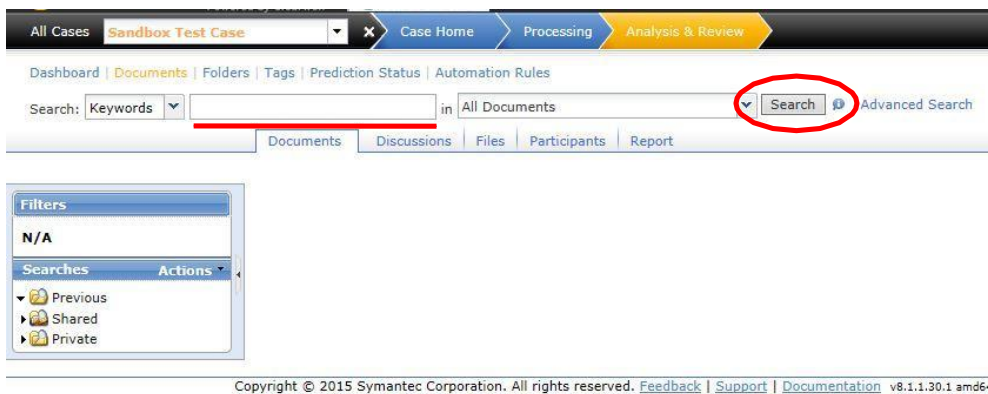 All Cases Sandbox Test Case x Case Home Processing Analysis & Review
Dashboard | Documents | Folders | Tags | Prediction Status | Automation Rules
Search: Keywords in All Documents Search Advanced Search
Documents Discussions Files Participants Report
Filters
N/A
Searches Actions
Previous
Shared
Private
Copyright © 2015 Symantec Corporation. All rights reserved. Feedback | Support | Documentation v8.1.1.30.1